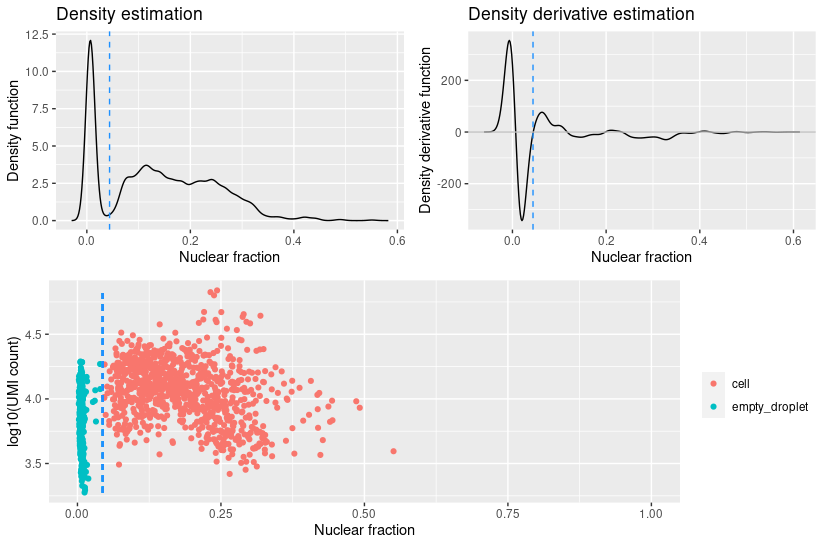 Density estimation
Density function
12.5
10.0
7.5
5.0
2.5
0.0
0.0
0.2
0.4
0.6
Nuclear fraction
Density derivative estimation
Density derivative function
200
0
-200
0.0
0.2
0.4
0.6
Nuclear fraction
log10(UMI count)
4.5
4.0
3.5
0.00
0.25
0.50
0.75
1.00
Nuclear fraction
cell
empty_droplet